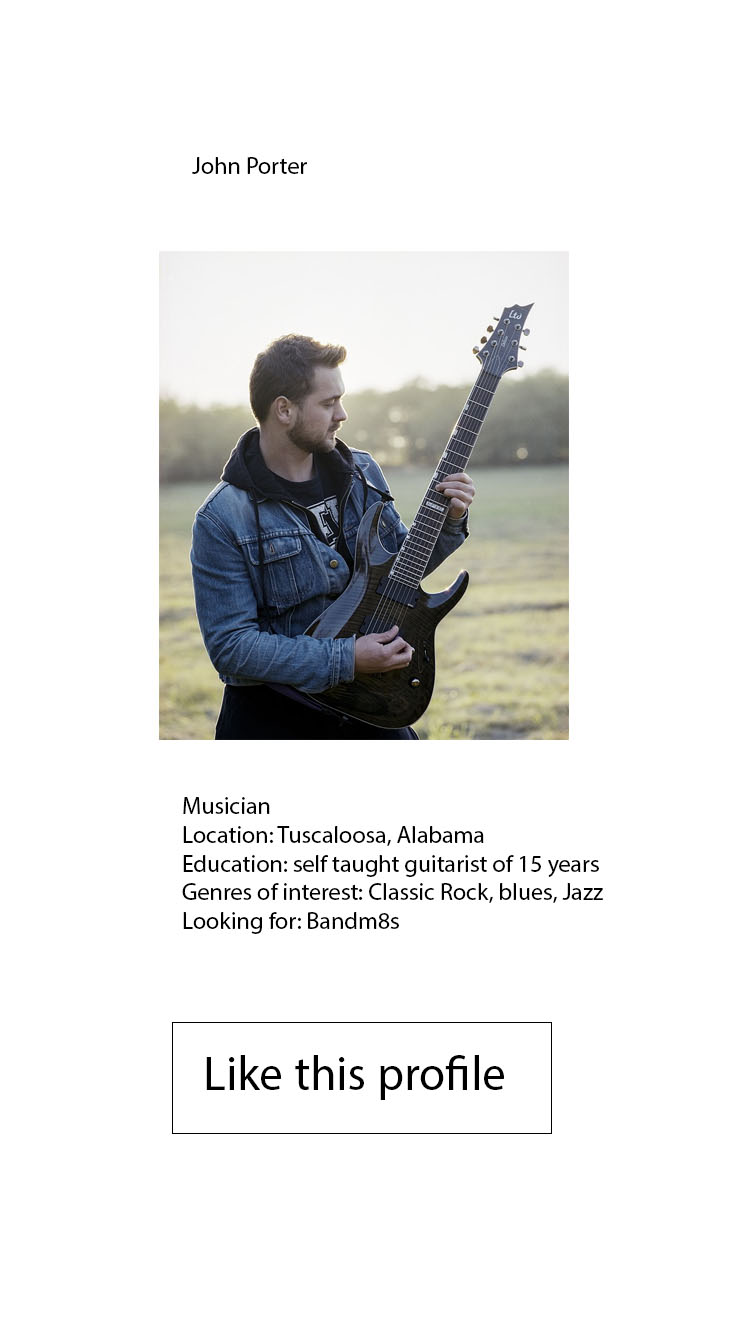 John Porter
Ltd
Musician
Location: Tuscaloosa, Alabama
Education: self taught guitarist of 15 years
Genres of interest: Classic Rock, blues, Jazz
Looking for: Bandm8s
Like this profile